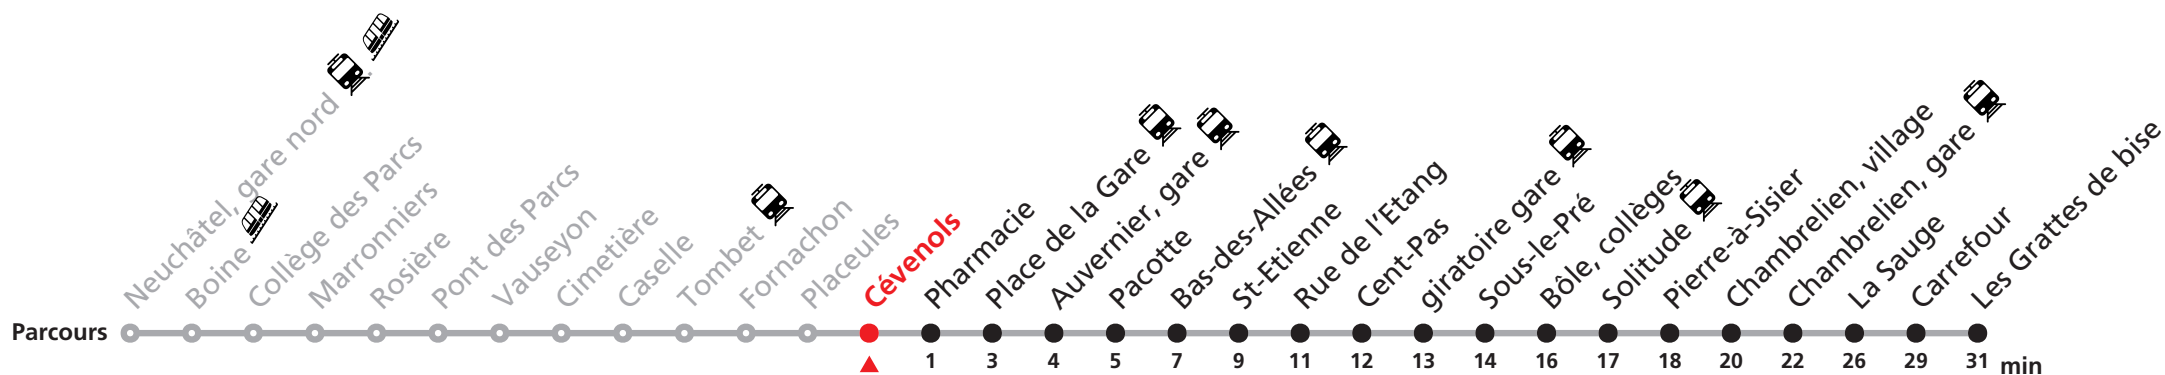 Neuchâtel, gare nord
Boine
Collège des Parcs
Marronniers
Rosière
Pont des Parcs
Vauseyon
Cimetière
Caselle
Tombet
Fornachon
Placeules
Cévenols
Pharmacie
Place de la Gare
Auvernier, gare
Pacotte
Bas-des-Allées
St-Etienne
Rue de l'Etang
Cent-Pas
giratoire gare
Sous-le-Pré
Bôle, collèges
Solitude
Pierre-à-Sisier
Chambrelien, village
Chambrelien, gare
La Sauge
Carrefour
Les Grattes de bise
Parcours
1 3 4 5 7 9 11 12 13 14 16 17 18 20 22 26 29 31 min